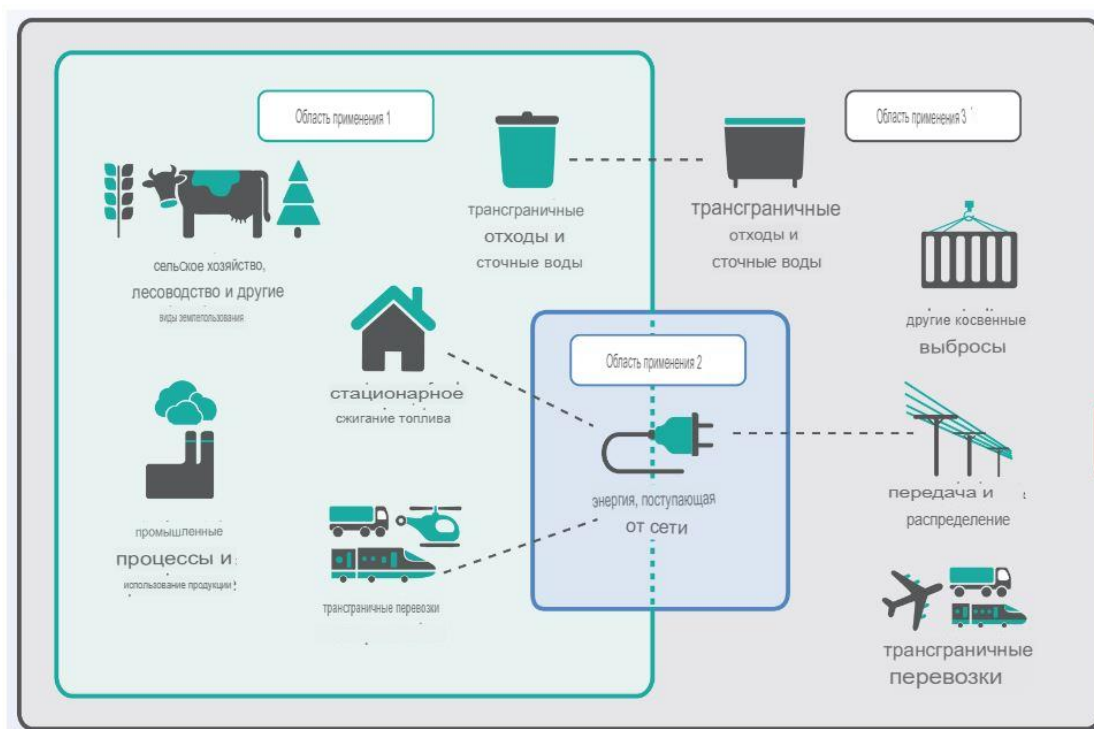 Область применения 1
сельское хозяйство,
лесоводство и другие
виды землепользования
трансграничные
отходы и
сточные воды
стационарное
сжигание топлива
промышленные
процессы и
использование продукции
трансграничные перевозки
Область применения 2
энергия, поступающая
от сети
Область применения 3
трансграничные
отходы и
сточные воды
другие косвенные
выбросы
передача и
распределение
трансграничные
перевозки